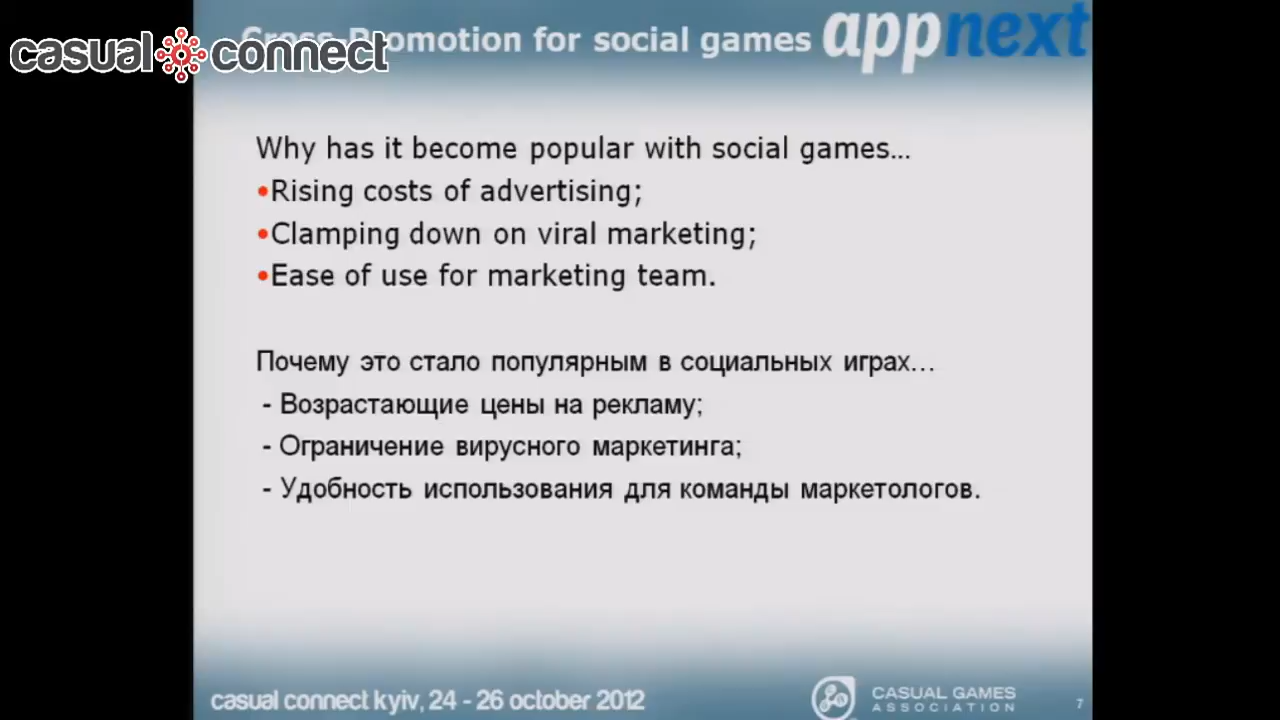 casual connect
Cross-Promotion for social games
appnext
Why has it become popular with social games...
•Rising costs of advertising;
•Clamping down on viral marketing;
•Ease of use for marketing team.
Почему это стало популярным в социальных играх...
- Возрастающие цены на рекламу;
- Ограничение вирусного маркетинга;
- Удобность использования для команды маркетологов.
casual connect kyiv, 24 - 26 october 2012
CASUAL GAMES
ASSOCIATION
7